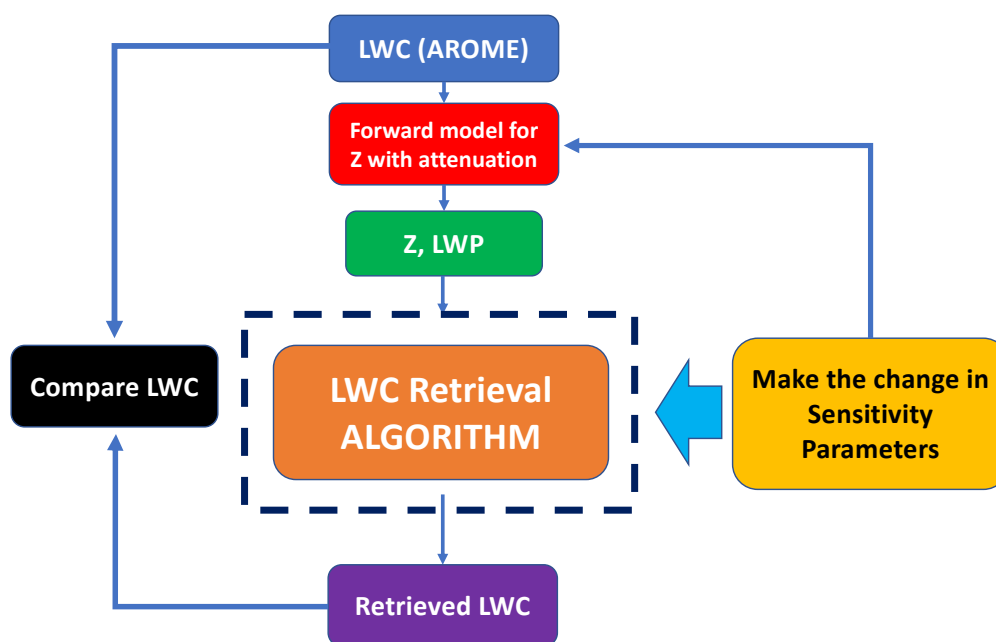 LWC (AROME)
Forward model for
Z with attenuation
Z, LWP
Compare LWC
LWC Retrieval
ALGORITHM
Make the change in
Sensitivity
Parameters
Retrieved LWC